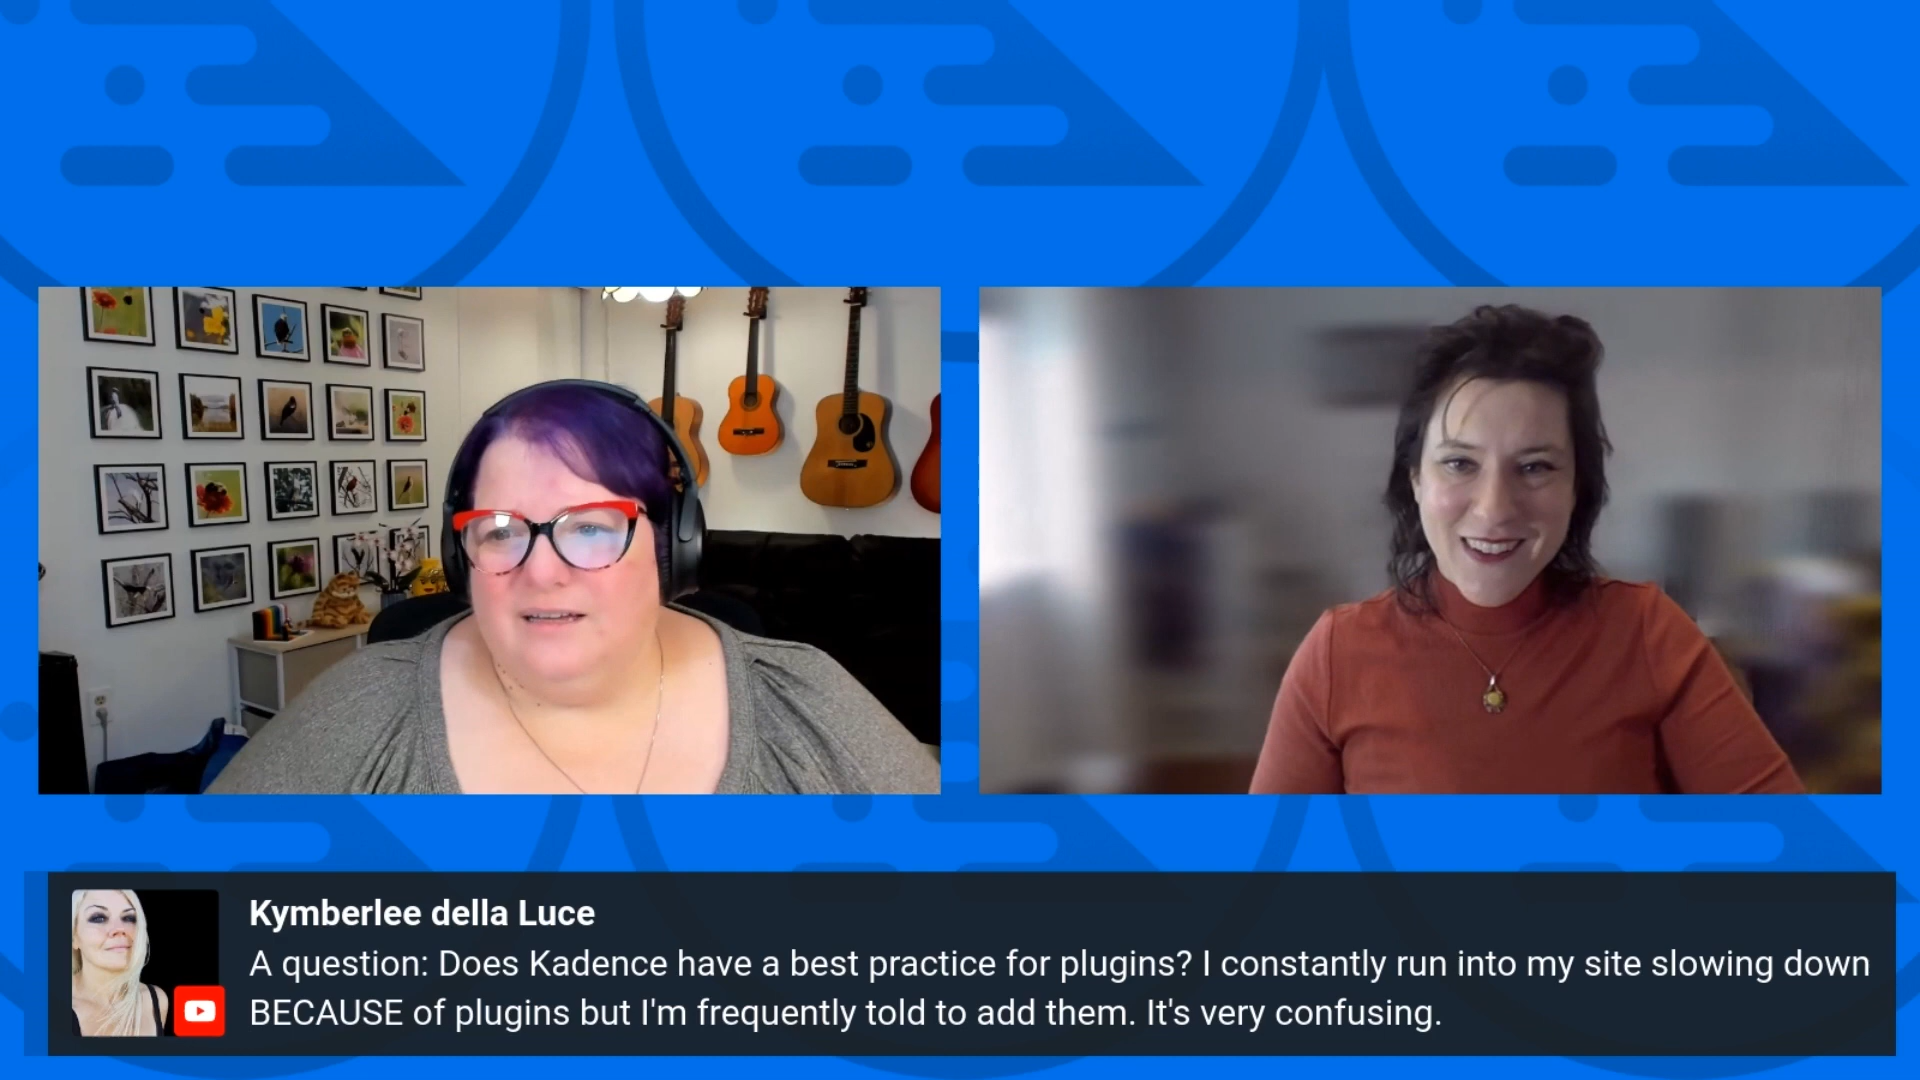 Kymberlee della Luce
A question: Does Kadence have a best practice for plugins? I constantly run into my site slowing down
BECAUSE of plugins but I'm frequently told to add them. It's very confusing.